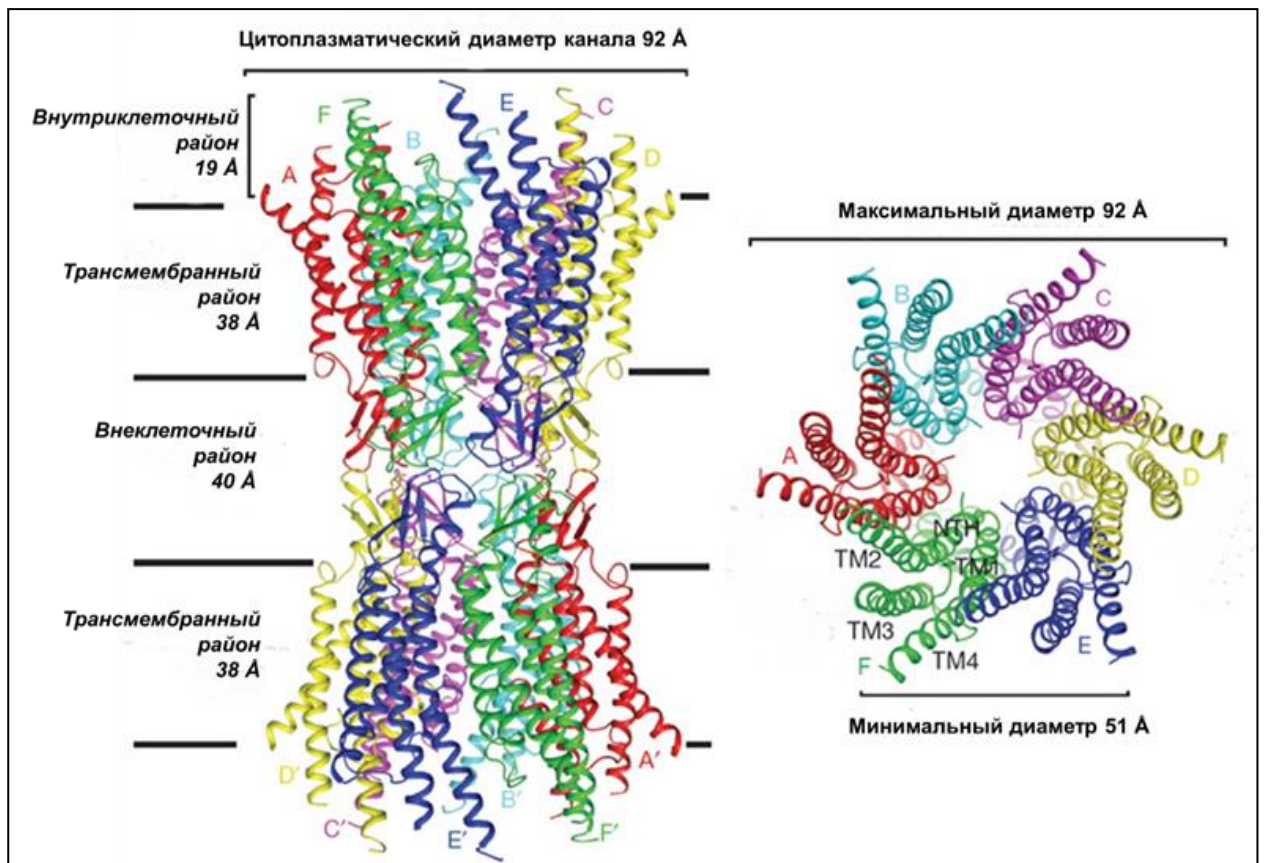 Цитоплазматический диаметр канала 92 Å
Внутриклеточный
район
19 Å
F
B
E
C
D
A
Трансмембранный
район
38 Å
Внеклеточный
район
40 Å
Трансмембранный
район
38 Å
D′
C′
E′
B′
F′
A′
Максимальный диаметр 92 Å
B
C
A
D
NTH
TM2
TM1
TM3
TM4
F
E
Минимальный диаметр 51 Å